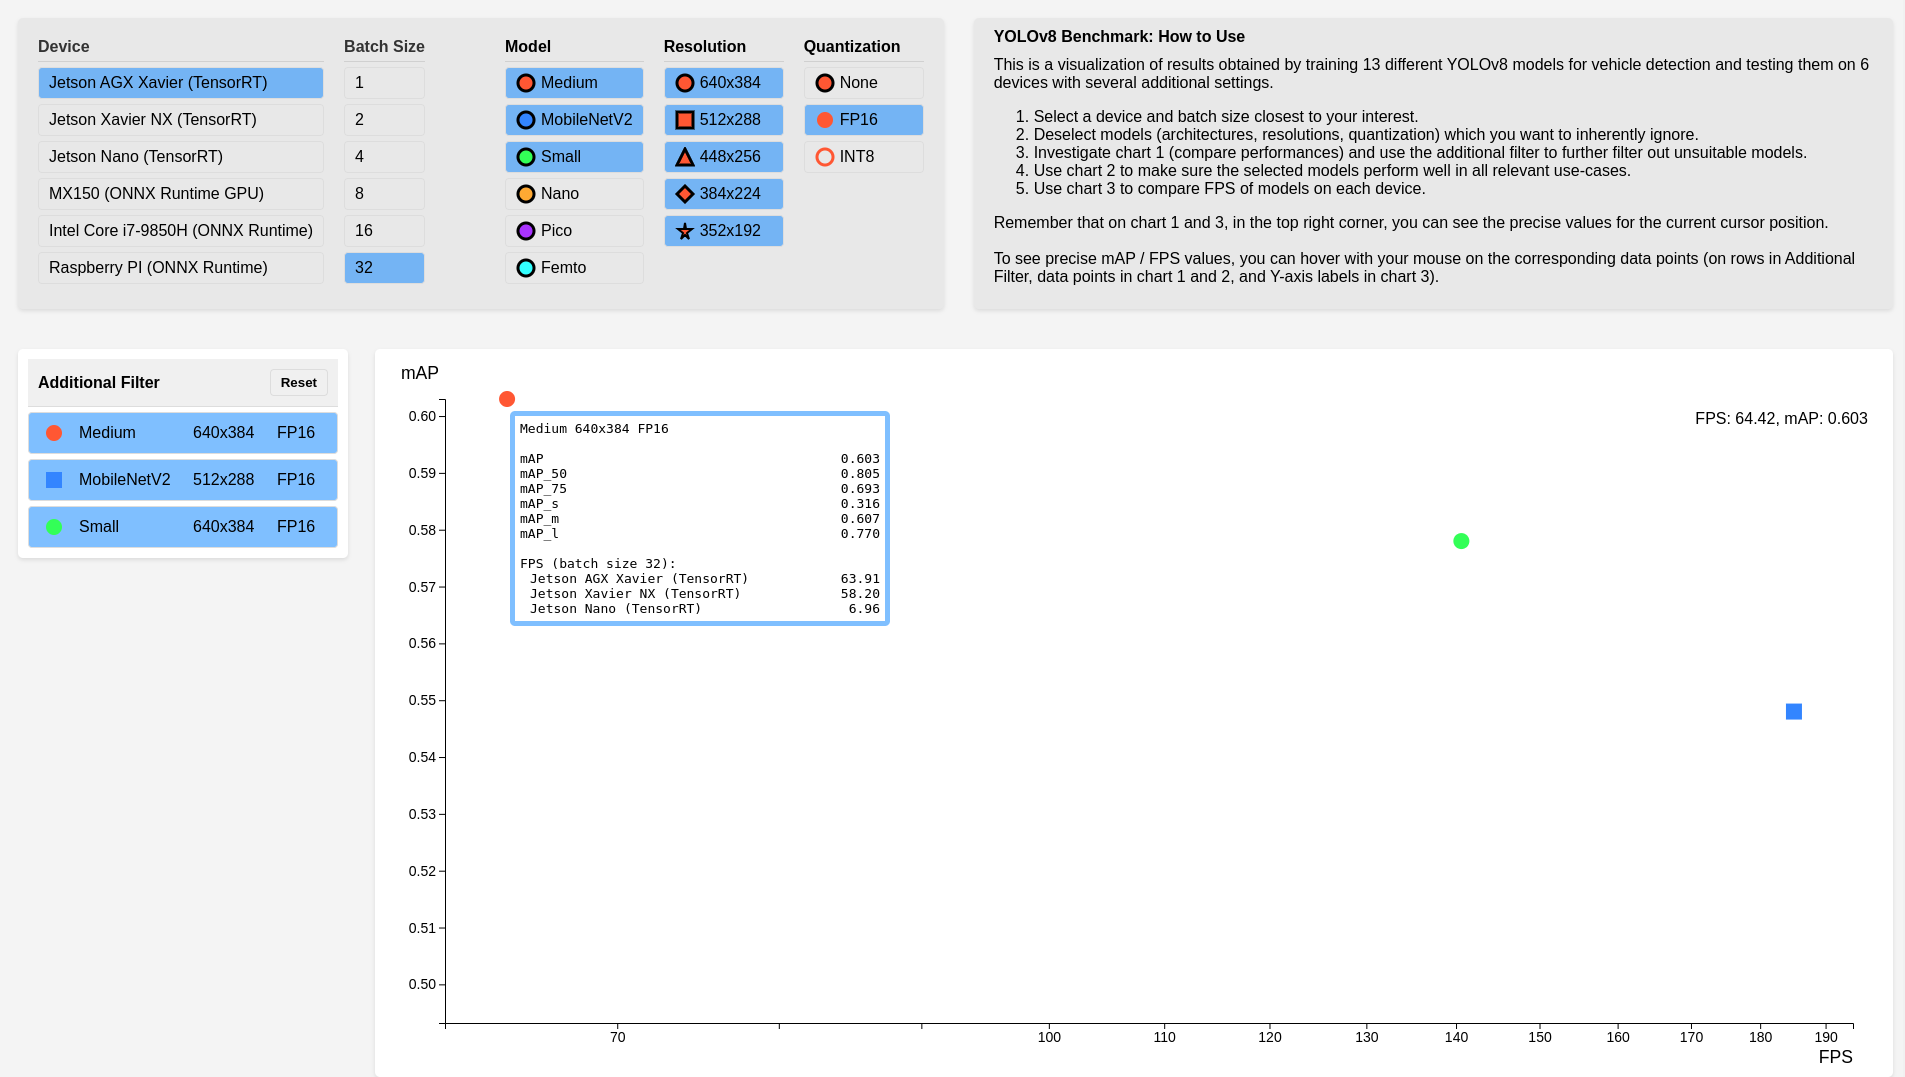 Device
Jetson AGX Xavier (TensorRT)
Jetson Xavier NX (TensorRT)
Jetson Nano (TensorRT)
MX150 (ONNX Runtime GPU)
Intel Core i7-9850H (ONNX Runtime)
Raspberry PI (ONNX Runtime)
Batch Size
1
2
4
8
16
32
Model
Medium
MobileNetV2
Small
Nano
Pico
Femto
Resolution
640x384
512x288
448x256
384x224
352x192
Quantization
None
FP16
INT8
YOLOv8 Benchmark: How to Use
This is a visualization of results obtained by training 13 different YOLOv8 models for vehicle detection and testing them on 6
devices with several additional settings.
1. Select a device and batch size closest to your interest.
2. Deselect models (architectures, resolutions, quantization) which you want to inherently ignore.
3. Investigate chart 1 (compare performances) and use the additional filter to further filter out unsuitable models.
4. Use chart 2 to make sure the selected models perform well in all relevant use-cases.
5. Use chart 3 to compare FPS of models on each device.
Remember that on chart 1 and 3, in the top right corner, you can see the precise values for the current cursor position.
To see precise mAP / FPS values, you can hover with your mouse on the corresponding data points (on rows in Additional
Filter, data points in chart 1 and 2, and Y-axis labels in chart 3).
Additional Filter
Reset
Medium 640x384 FP16
MobileNetV2 512x288 FP16
Small 640x384 FP16
mAP
FPS: 64.42, mAP: 0.603
0.60
0.59
0.58
0.57
0.56
0.55
0.54
0.53
0.52
0.51
0.50
Medium 640x384 FP16
mAP 0.603
mAP_50 0.805
mAP_75 0.693
mAP_s 0.316
mAP_m 0.607
mAP_l 0.770
FPS (batch size 32):
Jetson AGX Xavier (TensorRT) 63.91
Jetson Xavier NX (TensorRT) 58.20
Jetson Nano (TensorRT) 6.96
70 100 110 120 130 140 150 160 170 180 190
FPS